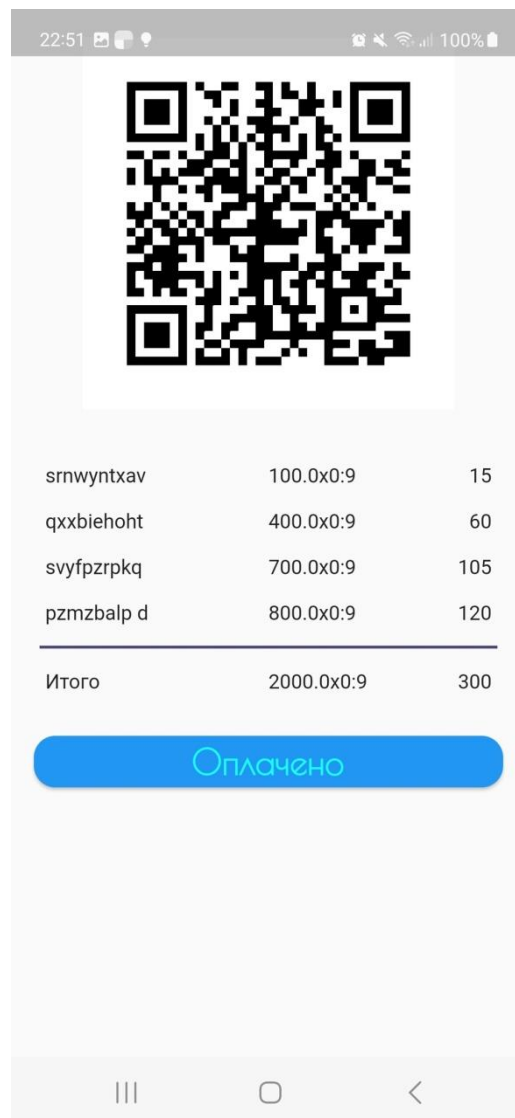 22:51 100%
srnwyntxav 100.0x0:9 15
qxxbiehoht 400.0x0:9 60
svyfpzrpkq 700.0x0:9 105
pzmzbalp d 800.0x0:9 120
Итого 2000.0x0:9 300
Оплачено